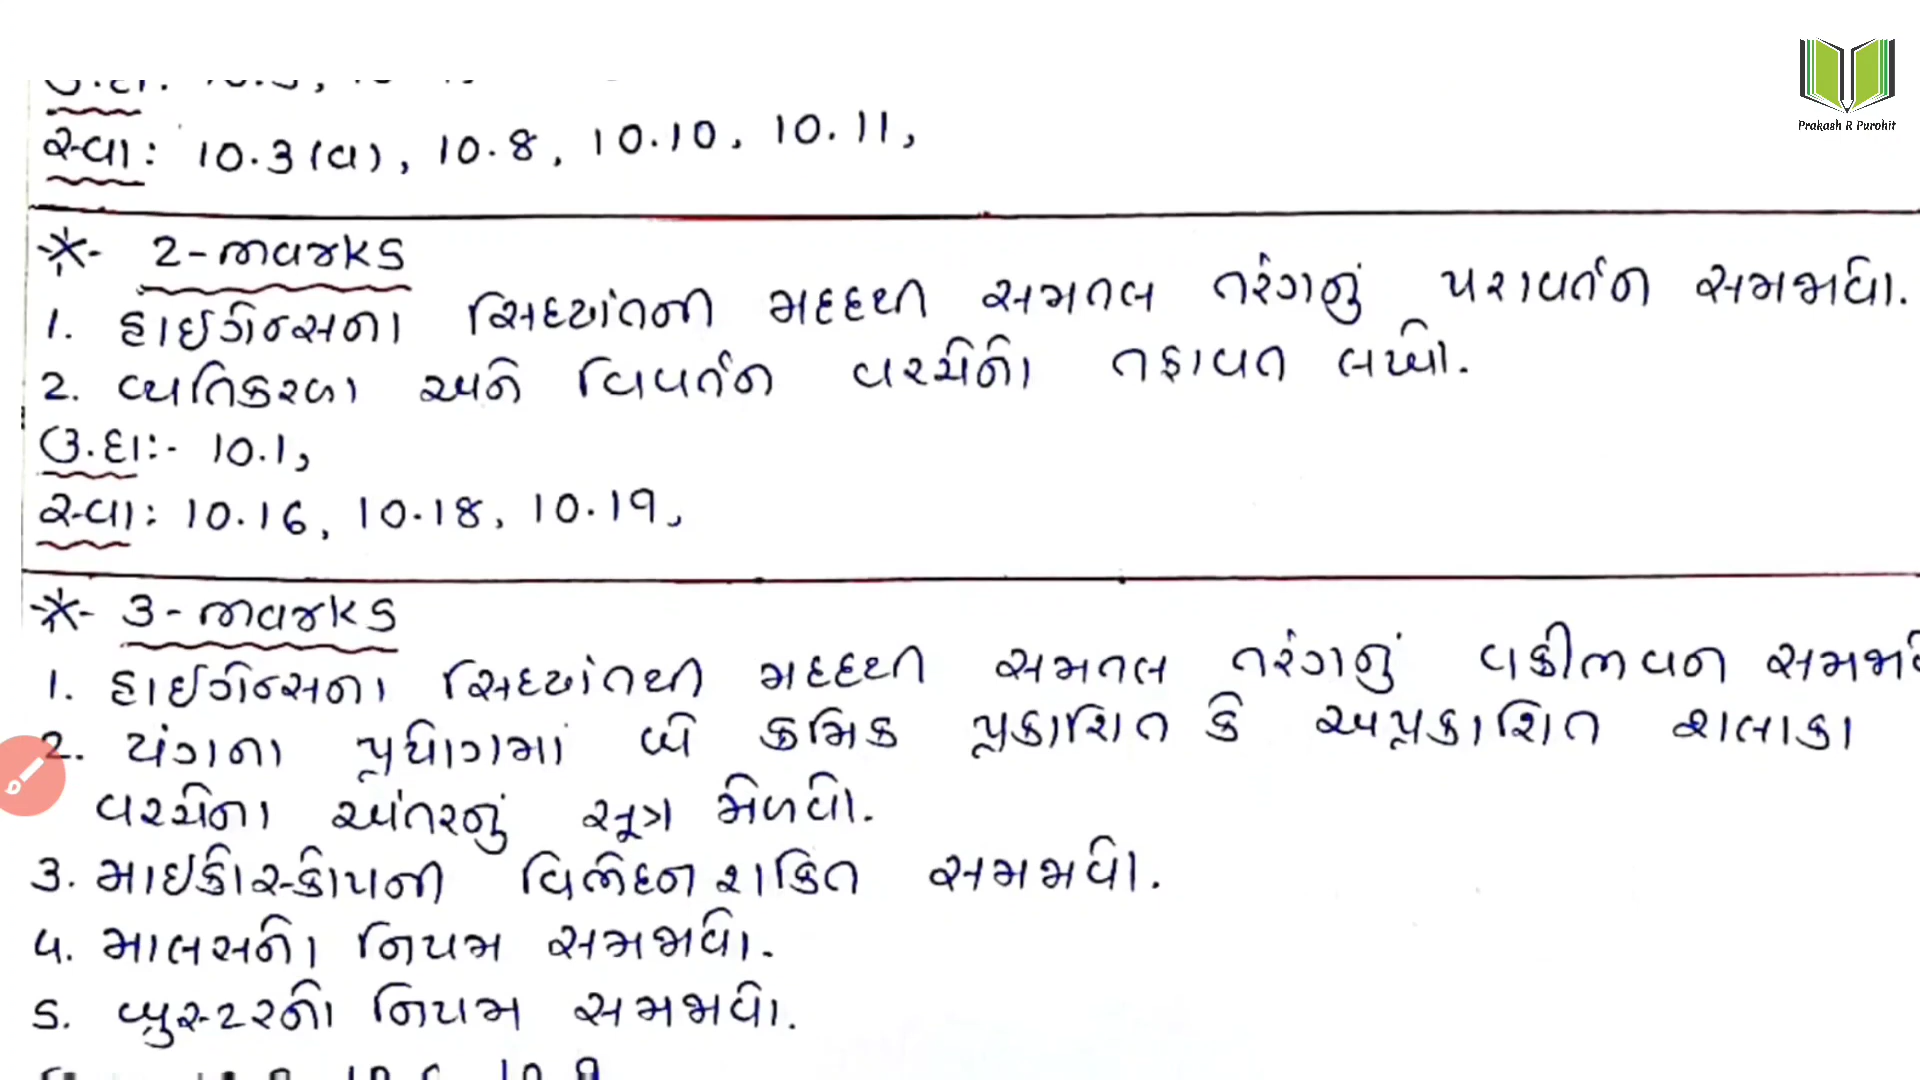 Prakash R Purohit
સ્વા: 10.3(વ), 10.8, 10.10, 10.11,
2-marks
1. હાઈગેન્સના સિદ્ધાંતની મદદથી સમતલ તરંગનું પરાવર્તન સમજાવો.
2. વ્યતિકરણ અને વિવર્તન વચ્ચેનો તફાવત લખો.
ઉ.દા:- 10.1,
સ્વા: 10.16, 10.18, 10.19,
3-marks
1. હાઈગેન્સના સિદ્ધાંતથી મદદથી સમતલ તરંગનું વક્રીભવન
2. યંગના પ્રયોગમાં બે ક્રમિક પ્રકાશિત કે અપ્રકાશિત શલાકા
વચ્ચેના અંતરનું સૂત્ર મેળવો.
3. માઈક્રોસ્કોપની વિભેદન શક્તિ સમજાવો.
4. માલસનો નિયમ સમજાવો.
5. બ્રુસ્ટરનો નિયમ સમજાવો.